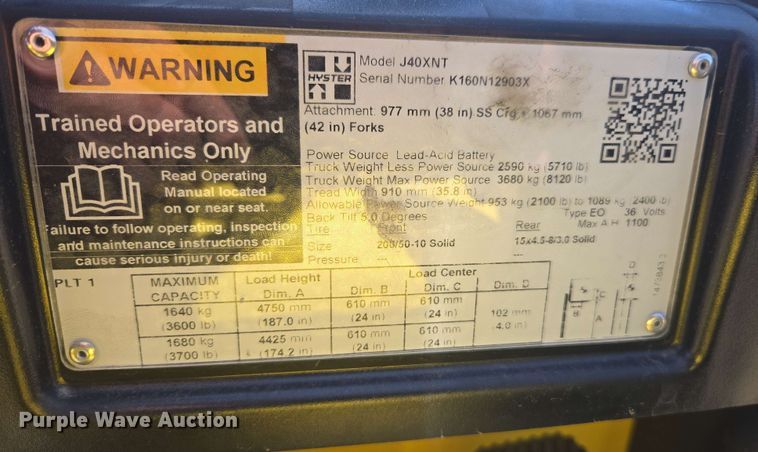 WARNING
Trained Operators and
Mechanics Only
Read Operating
Manual located
on or near seat.
Failure to follow operating, inspection
and maintenance instructions can
cause serious injury or death!
HYSTER
Model J40XNT
Serial Number K160N12903X
Attachment 977 mm (38 in) SS Crg + 1067 mm
(42 in) Forks
Power Source Lead-Acid Battery
Truck Weight Less Power Source 2590 kg (5710 lb)
Truck Weight Max Power Source 3680 kg (8120 lb)
Tread Width 910 mm (35.8 in)
Allowable Power Source Weight 953 kg (2100 lb) to 1089 kg 2400 lb)
Back Tilt 5.0 Degrees Type EO 36 Volts
Tire Front Rear Max A H 1100
Size 200/50-10 Solid 15x4.5-8/3.0 Solid
Pressure --- ---
PLT 1
MAXIMUM CAPACITY Load Height Dim. A Load Center Dim. B Dim. C Dim. D
1640 kg 4750 mm 610 mm 610 mm 102 mm
(3600 lb) (187.0 in) (24 in) (24 in) (4.0 in)
1680 kg 4425 mm 610 mm 610 mm
(3700 lb) (174.2 in) (24 in) (24 in)
D
C
B A
Purple Wave Auction